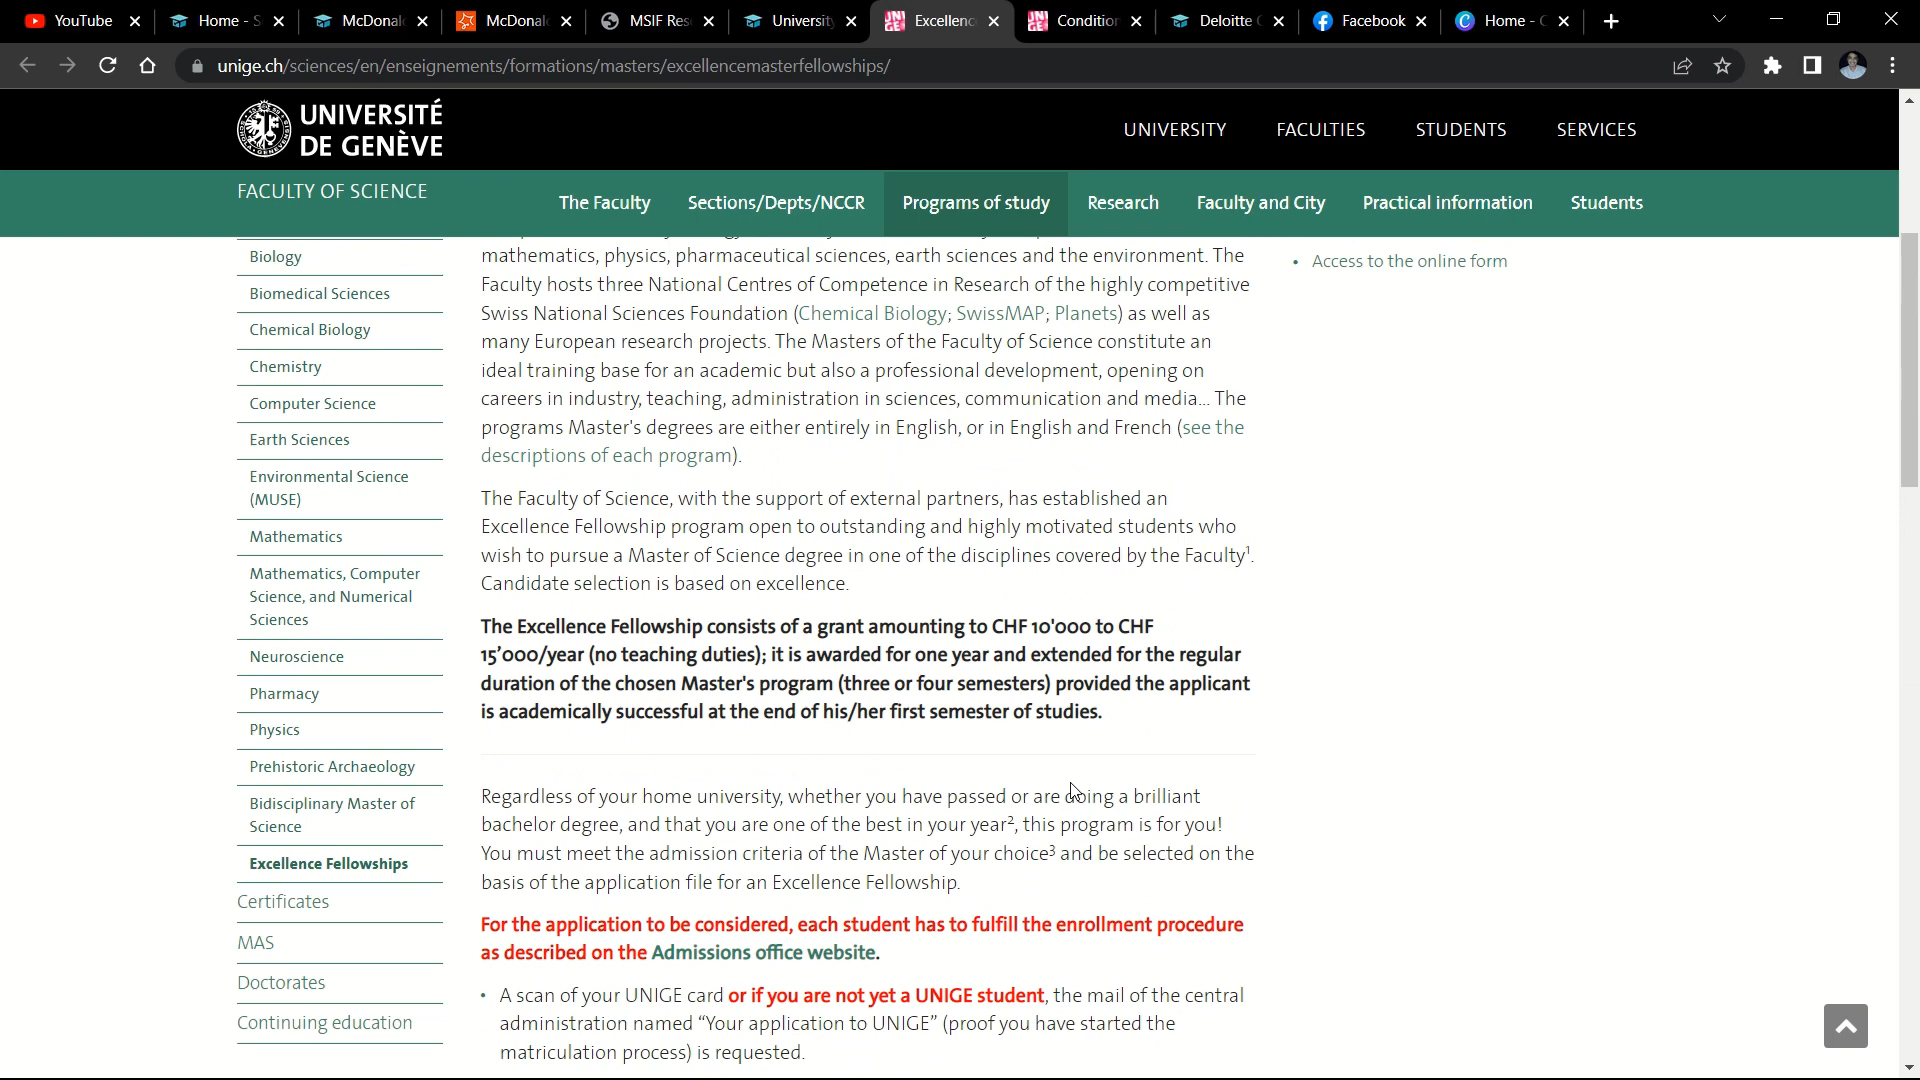 YouTube
Home - S
McDonal
McDonal
MSIF Res
University
Excellenc
Condition
Deloitte
Facebook
Home - C
unige.ch/sciences/en/enseignements/formations/masters/excellencemasterfellowships/
UNIVERSITÉ
DE GENÈVE
UNIVERSITY
FACULTIES
STUDENTS
SERVICES
FACULTY OF SCIENCE
The Faculty
Sections/Depts/NCCR
Programs of study
Research
Faculty and City
Practical information
Students
Biology
Biomedical Sciences
Chemical Biology
Chemistry
Computer Science
Earth Sciences
Environmental Science
(MUSE)
Mathematics
Mathematics, Computer
Science, and Numerical
Sciences
Neuroscience
Pharmacy
Physics
Prehistoric Archaeology
Bidisciplinary Master of
Science
Excellence Fellowships
Certificates
MAS
Doctorates
Continuing education
mathematics, physics, pharmaceutical sciences, earth sciences and the environment. The
Faculty hosts three National Centres of Competence in Research of the highly competitive
Swiss National Sciences Foundation (Chemical Biology; SwissMAP; Planets) as well as
many European research projects. The Masters of the Faculty of Science constitute an
ideal training base for an academic but also a professional development, opening on
careers in industry, teaching, administration in sciences, communication and media... The
programs Master's degrees are either entirely in English, or in English and French (see the
descriptions of each program).
The Faculty of Science, with the support of external partners, has established an
Excellence Fellowship program open to outstanding and highly motivated students who
wish to pursue a Master of Science degree in one of the disciplines covered by the Faculty¹.
Candidate selection is based on excellence.
The Excellence Fellowship consists of a grant amounting to CHF 10'000 to CHF
15’000/year (no teaching duties); it is awarded for one year and extended for the regular
duration of the chosen Master's program (three or four semesters) provided the applicant
is academically successful at the end of his/her first semester of studies.
Regardless of your home university, whether you have passed or are doing a brilliant
bachelor degree, and that you are one of the best in your year², this program is for you!
You must meet the admission criteria of the Master of your choice³ and be selected on the
basis of the application file for an Excellence Fellowship.
For the application to be considered, each student has to fulfill the enrollment procedure
as described on the Admissions office website.
• A scan of your UNIGE card or if you are not yet a UNIGE student, the mail of the central
administration named “Your application to UNIGE” (proof you have started the
matriculation process) is requested.
• Access to the online form